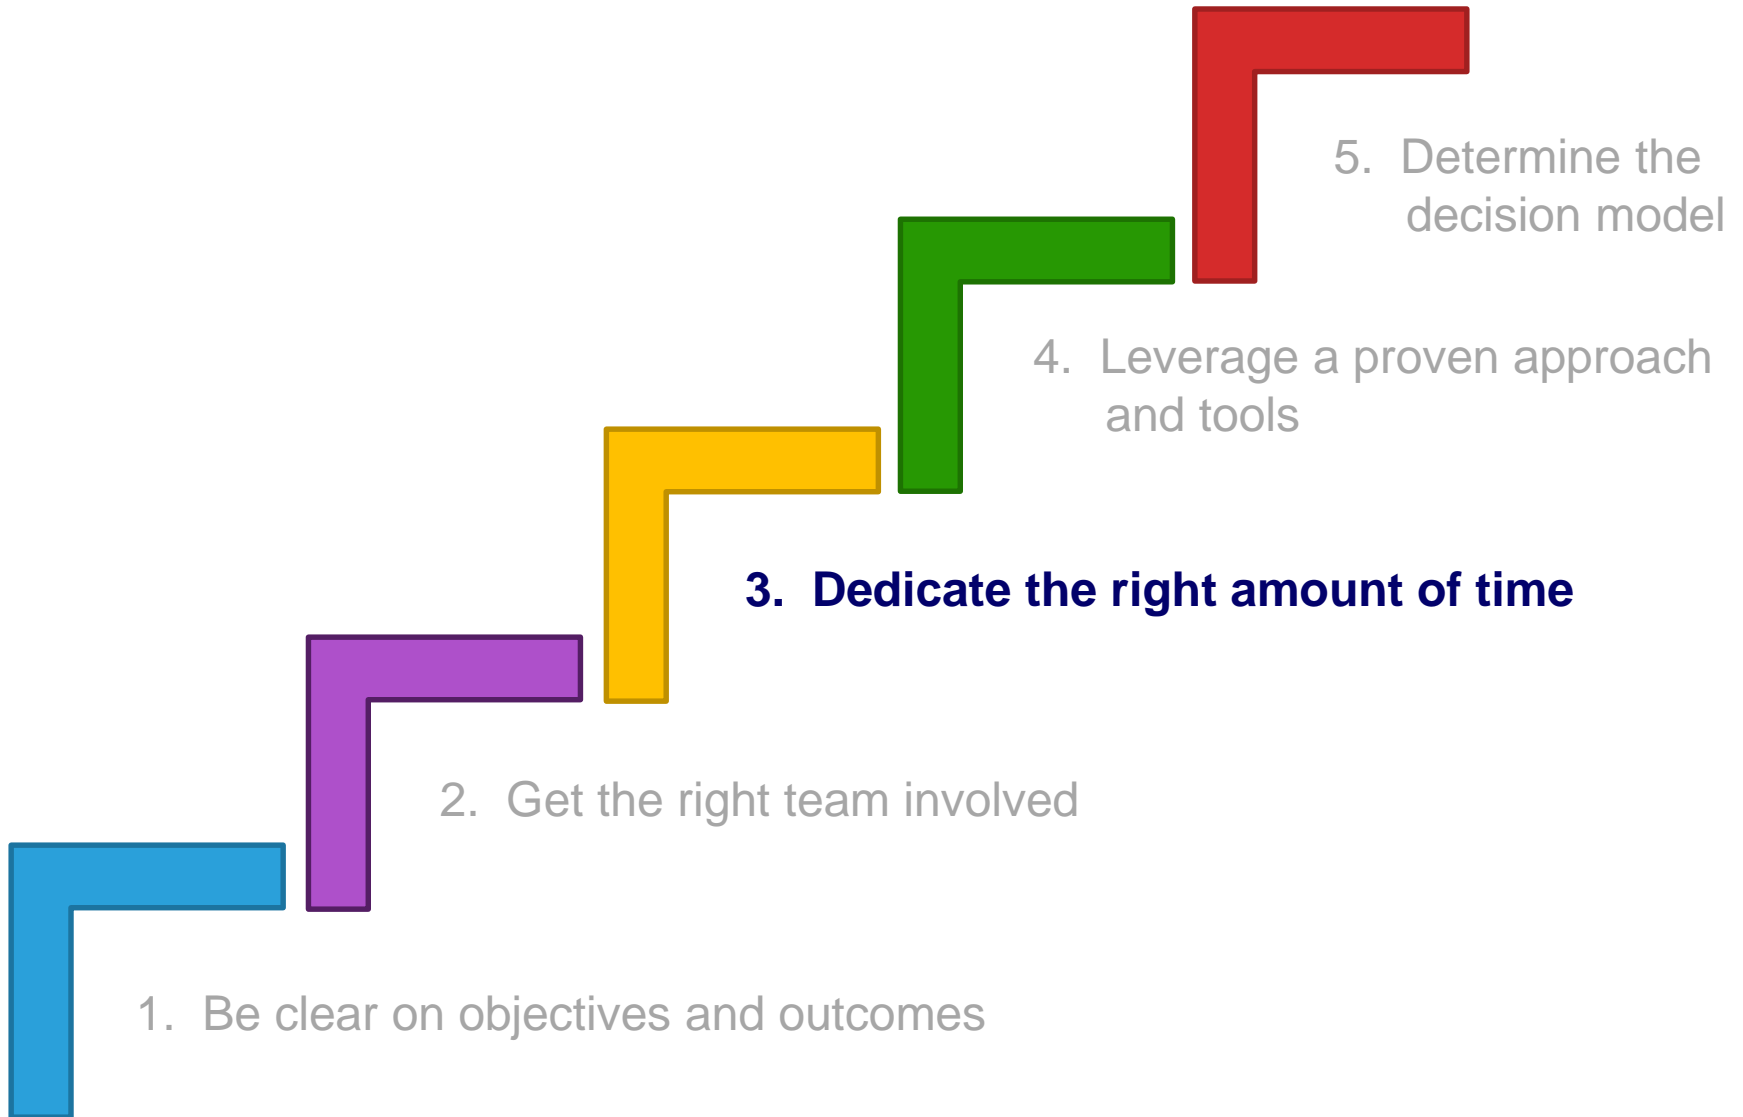 5. Determine the
decision model
4. Leverage a proven approach
and tools
3. Dedicate the right amount of time
2. Get the right team involved
1. Be clear on objectives and outcomes